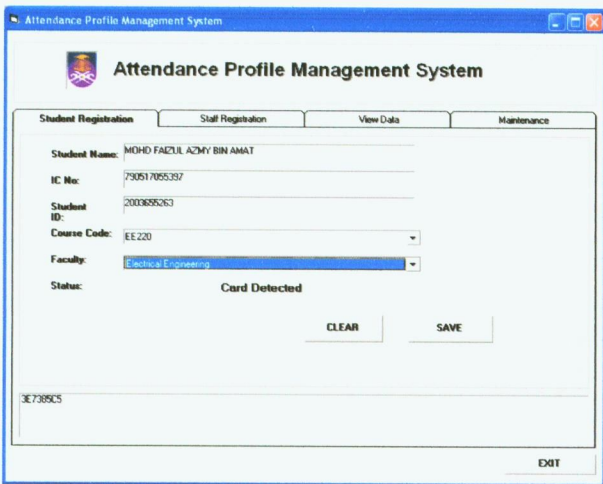 Attendance Profile Management System
Attendance Profile Management System
Student Registration Staff Registration View Data Maintenance
Student Name: MOHD FAIZUL AZMY BIN AMAT
IC No: 790517055397
Student ID: 2003655263
Course Code: EE220
Faculty: Electrical Engineering
Status: Card Detected
CLEAR SAVE
3E7385C5
EXIT